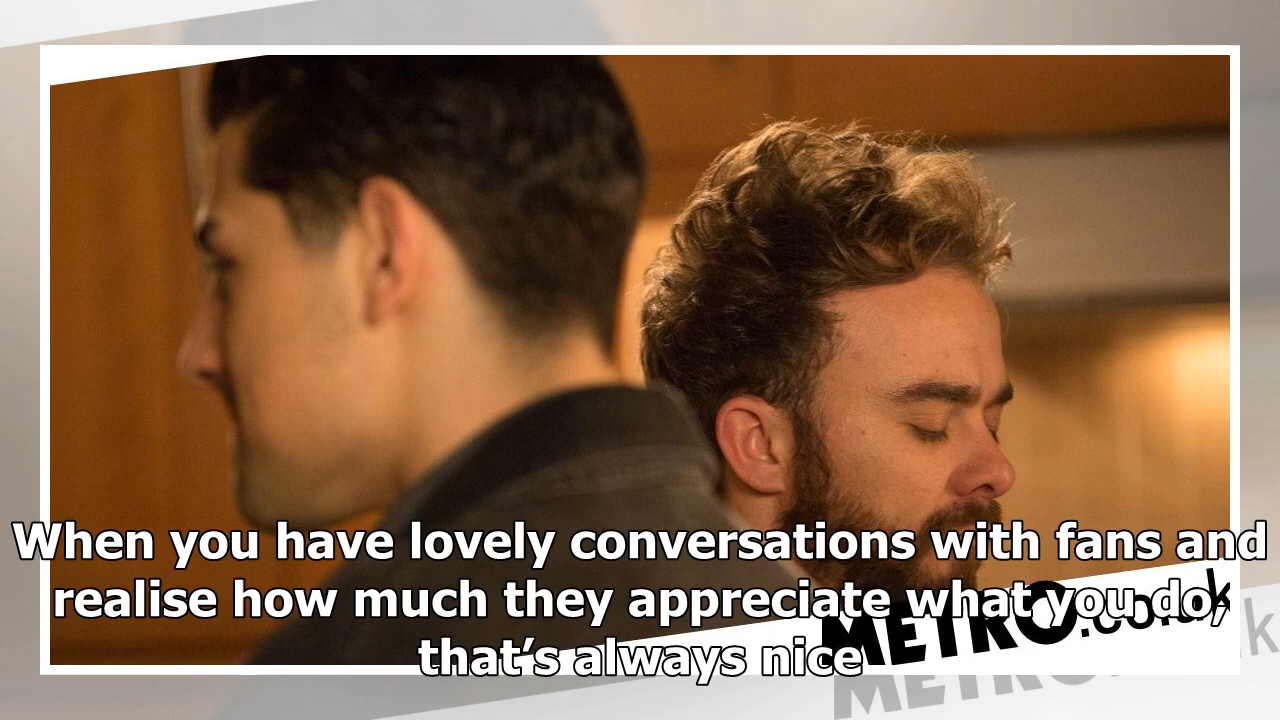 When you have lovely conversations with fans and
realise how much they appreciate what you do,
that’s always nice
METRO.co.uk
METRO
k